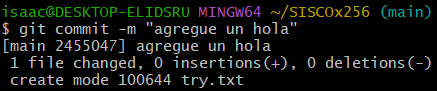 isaac@DESKTOP-ELIDSRU MINGW64 ~/SISCOx256 (main)
$ git commit -m "agregue un hola"
[main 2455047] agregue un hola
 1 file changed, 0 insertions(+), 0 deletions(-)
 create mode 100644 try.txt